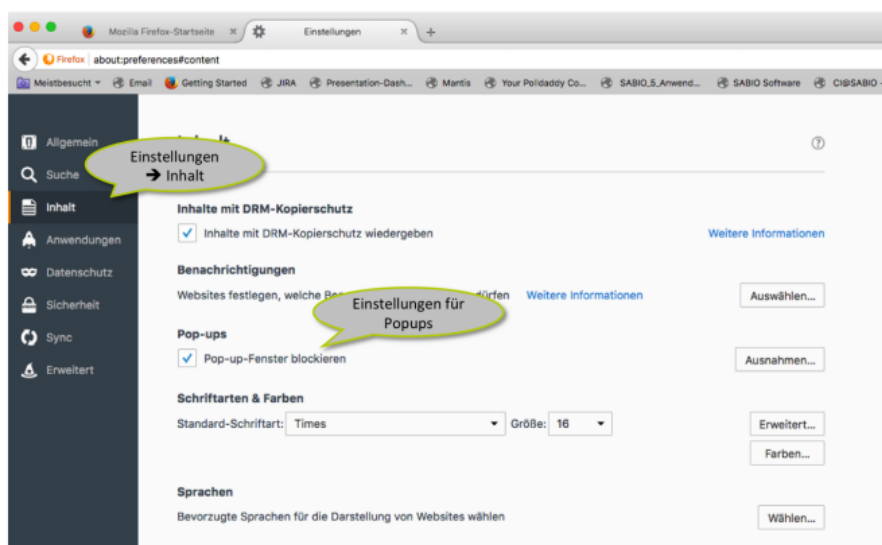 Mozilla Firefox-Startseite × Einstellungen × +
Firefox about:preferences#content
Meistbesucht Email Getting Started JIRA Presentation-Dash... Mantis Your Polidaddy Co... SABIO_5_Anwend... SABIO Software CI@SABIO -
Allgemein
Einstellungen
➔ Inhalt
Suche
Inhalt
Anwendungen
Datenschutz
Sicherheit
Sync
Erweitert
Inhalte mit DRM-Kopierschutz
Inhalte mit DRM-Kopierschutz wiedergeben Weitere Informationen
Benachrichtigungen
Websites festlegen, welche dürfen Weitere Informationen Auswählen...
Einstellungen für
Popups
Pop-ups
Pop-up-Fenster blockieren Ausnahmen...
Schriftarten & Farben
Standard-Schriftart: Times Größe: 16 Erweitert...
Farben...
Sprachen
Bevorzugte Sprachen für die Darstellung von Websites wählen Wählen...